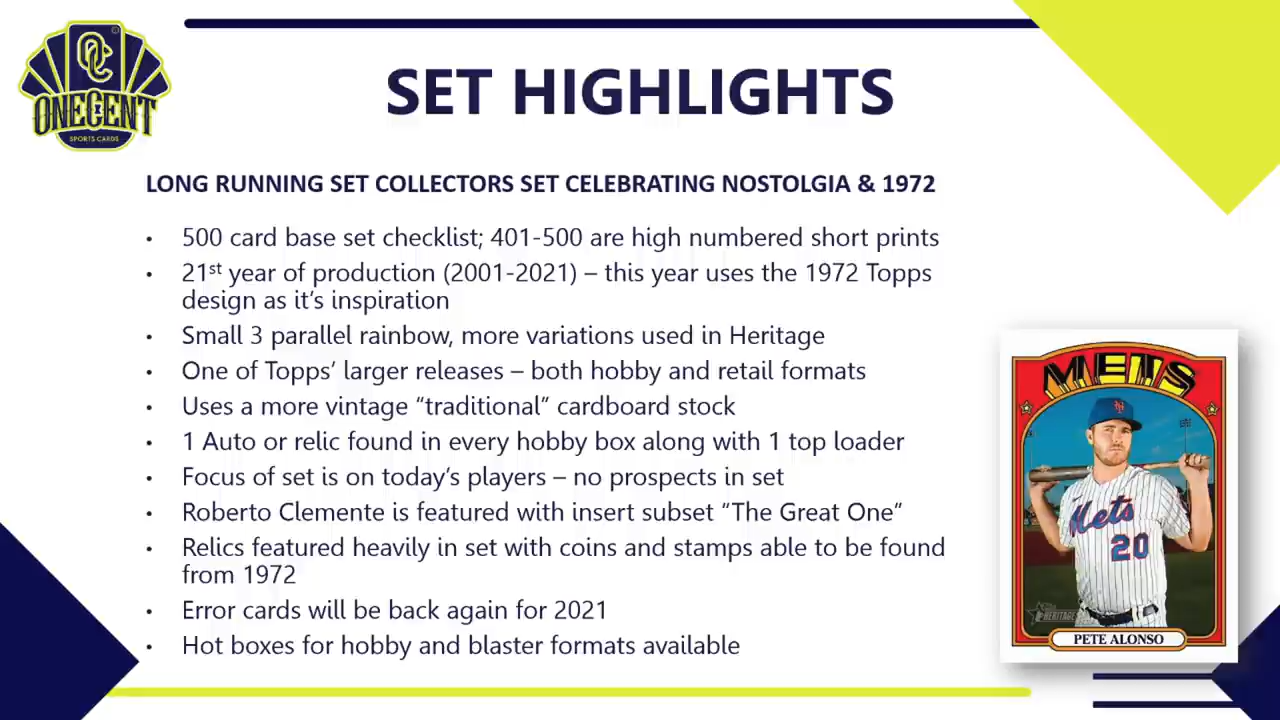 OC
ONECENT
SPORTS CARDS
SET HIGHLIGHTS
LONG RUNNING SET COLLECTORS SET CELEBRATING NOSTOLGIA & 1972
• 500 card base set checklist; 401-500 are high numbered short prints
• 21st year of production (2001-2021) – this year uses the 1972 Topps
design as it's inspiration
• Small 3 parallel rainbow, more variations used in Heritage
• One of Topps' larger releases – both hobby and retail formats
• Uses a more vintage “traditional” cardboard stock
• 1 Auto or relic found in every hobby box along with 1 top loader
• Focus of set is on today's players – no prospects in set
• Roberto Clemente is featured with insert subset “The Great One”
• Relics featured heavily in set with coins and stamps able to be found
from 1972
• Error cards will be back again for 2021
• Hot boxes for hobby and blaster formats available
METS
Mets
20
HERITAGE
PETE ALONSO